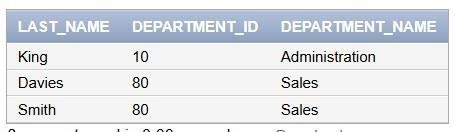 LAST_NAME DEPARTMENT_ID DEPARTMENT_NAME
King 10 Administration
Davies 80 Sales
Smith 80 Sales